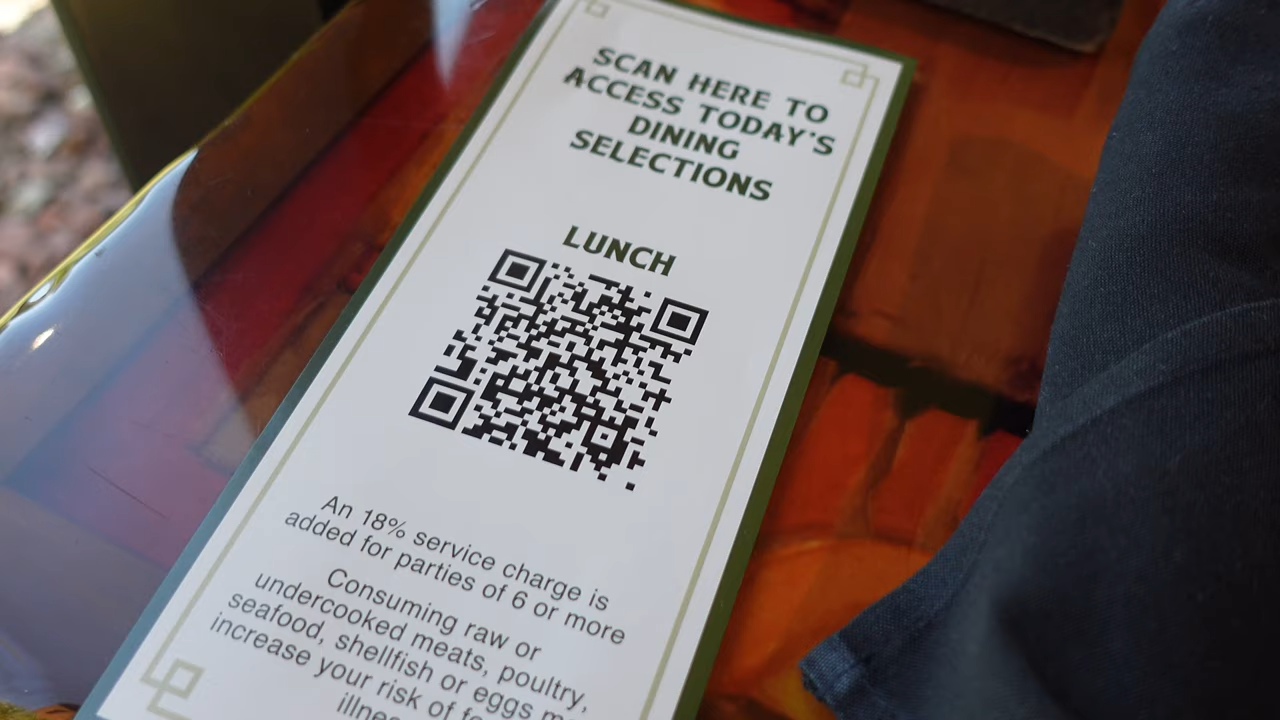 SCAN HERE TO
ACCESS TODAY'S
DINING
SELECTIONS
LUNCH
An 18% service charge is
added for parties of 6 or more
Consuming raw or
undercooked meats, poultry,
seafood, shellfish or eggs
increase your risk of